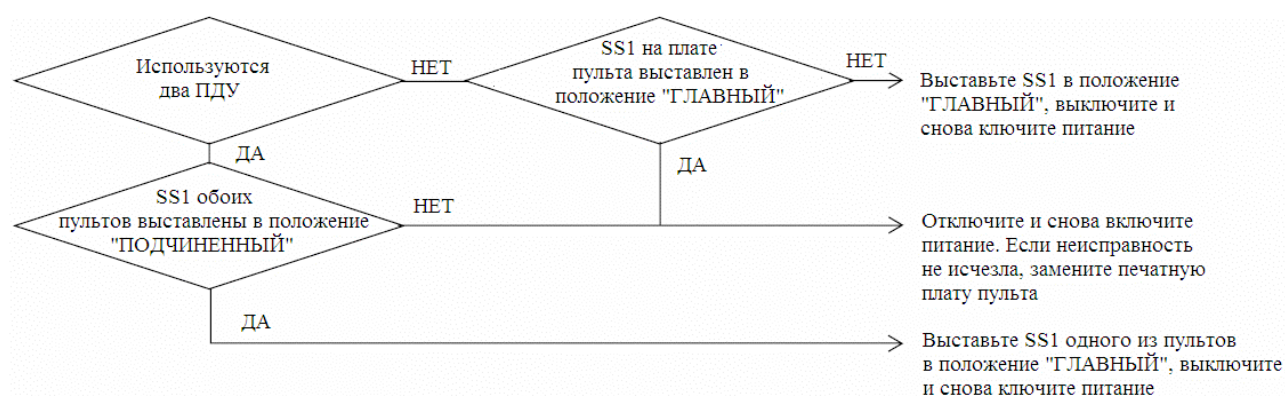 Используются
два ПДУ
НЕТ
SS1 на плате
пульта выставлен в
положение "ГЛАВНЫЙ"
НЕТ
Выставьте SS1 в положение
"ГЛАВНЫЙ", выключите и
снова ключите питание
ДА
ДА
SS1 обоих
пультов выставлены в положение
"ПОДЧИНЕННЫЙ"
НЕТ
Отключите и снова включите
питание. Если неисправность
не исчезла, замените печатную
плату пульта
ДА
Выставьте SS1 одного из пультов
в положение "ГЛАВНЫЙ", выключите
и снова ключите питание